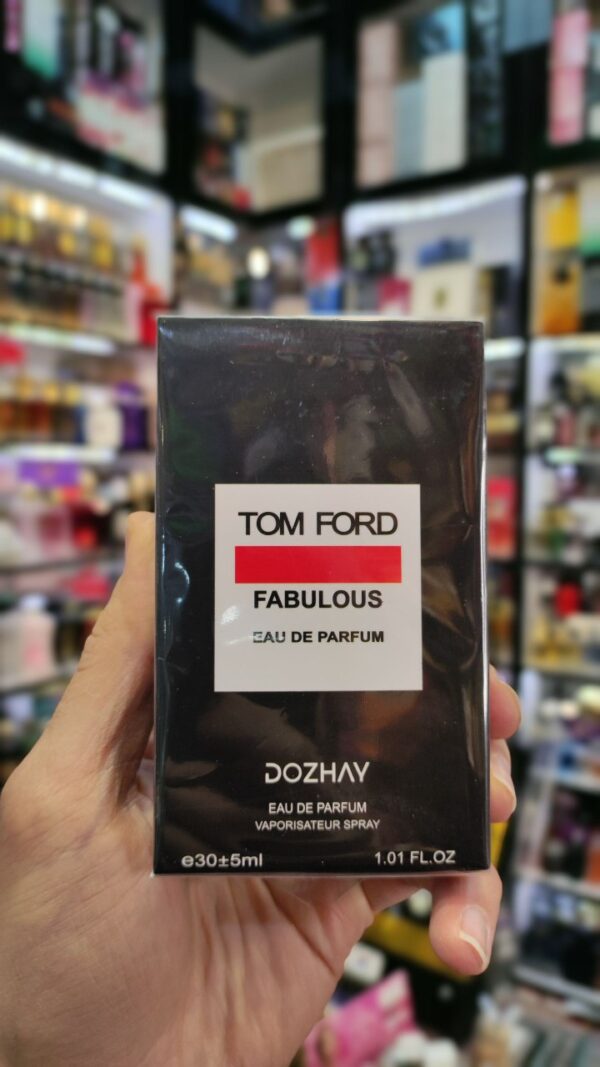 TOM FORD
FABULOUS
EAU DE PARFUM
DOZHAY
EAU DE PARFUM
VAPORISATEUR SPRAY
e30±5ml 1.01 FL.OZ